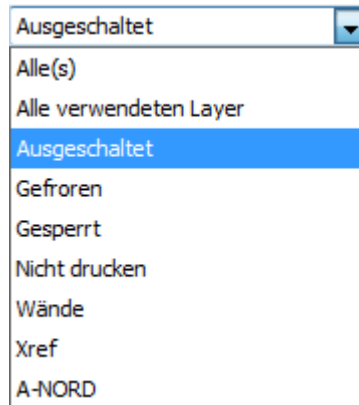 Ausgeschaltet
Alle(s)
Alle verwendeten Layer
Ausgeschaltet
Gefroren
Gesperrt
Nicht drucken
Wände
Xref
A-NORD